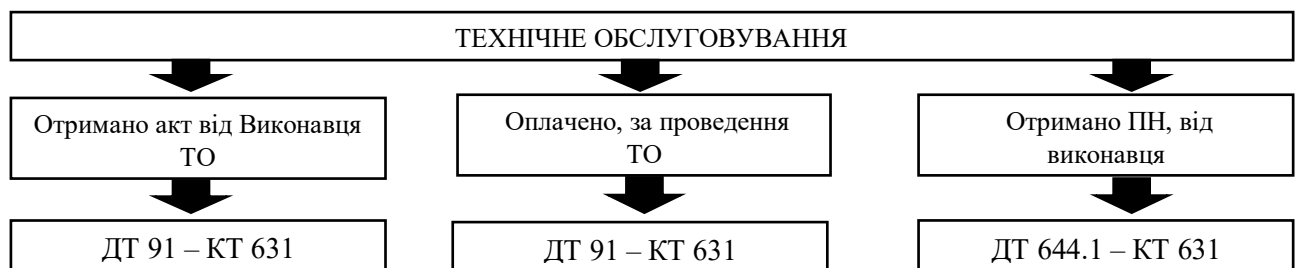 ТЕХНІЧНЕ ОБСЛУГОВУВАННЯ
Отримано акт від Виконавця
ТО
Оплачено, за проведення
ТО
Отримано ПН, від
виконавця
ДТ 91 – КТ 631
ДТ 91 – КТ 631
ДТ 644.1 – КТ 631